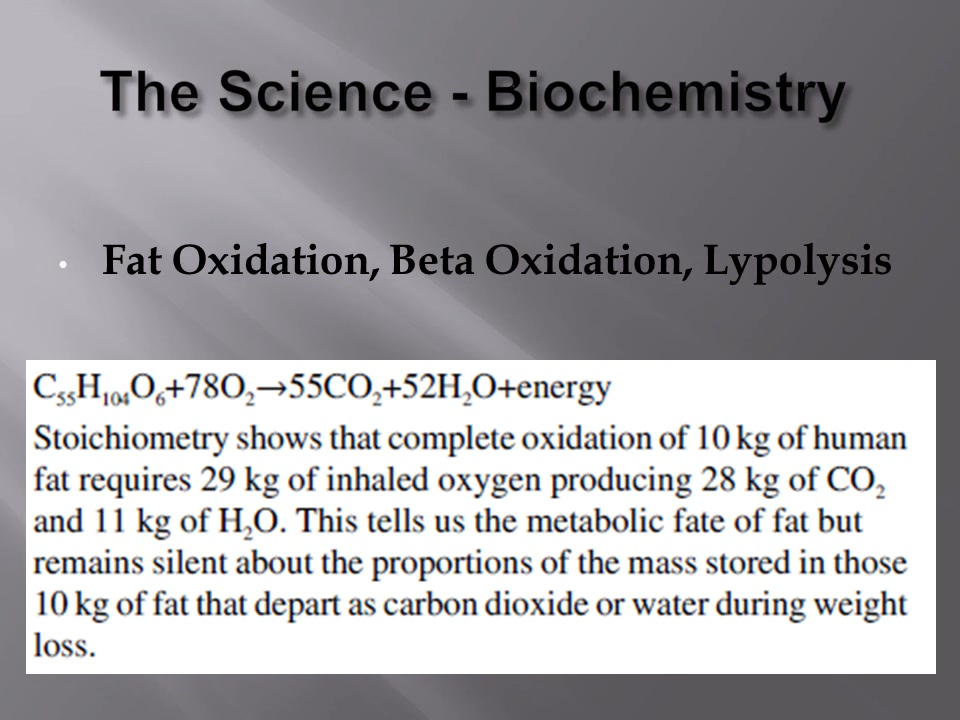 The Science - Biochemistry
• Fat Oxidation, Beta Oxidation, Lypolysis
C₅₅H₁₀₄O₆+78O₂→55CO₂+52H₂O+energy
Stoichiometry shows that complete oxidation of 10 kg of human
fat requires 29 kg of inhaled oxygen producing 28 kg of CO₂
and 11 kg of H₂O. This tells us the metabolic fate of fat but
remains silent about the proportions of the mass stored in those
10 kg of fat that depart as carbon dioxide or water during weight
loss.